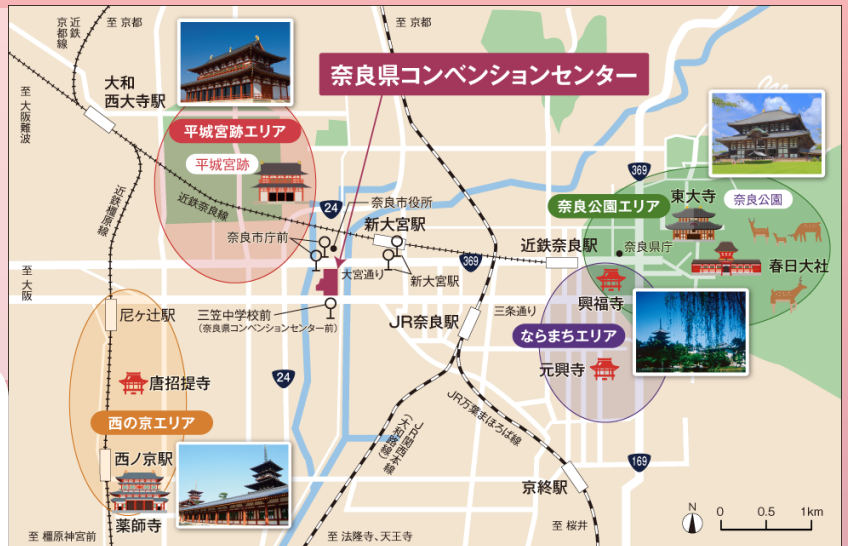 近鉄
京都線
至 京都
至 京都
奈良県コンベンションセンター
大和
西大寺駅
至 大阪難波
平城宮跡エリア
平城宮跡
369
近鉄橿原線
近鉄奈良線
24
奈良市役所
新大宮駅
奈良公園エリア
東大寺
奈良公園
奈良市庁前
近鉄奈良駅
奈良県庁
369
春日大社
至 大阪
大宮通り
新大宮駅
興福寺
尼ヶ辻駅
三笠中学校前
(奈良県コンベンションセンター前)
JR奈良駅
三条通り
ならまちエリア
元興寺
唐招提寺
24
西の京エリア
JR万葉まほろば線
JR関西本線
(大和路線)
西ノ京駅
169
京終駅
薬師寺
N
0 0.5 1km
至 橿原神宮前
至 法隆寺、天王寺
至 桜井